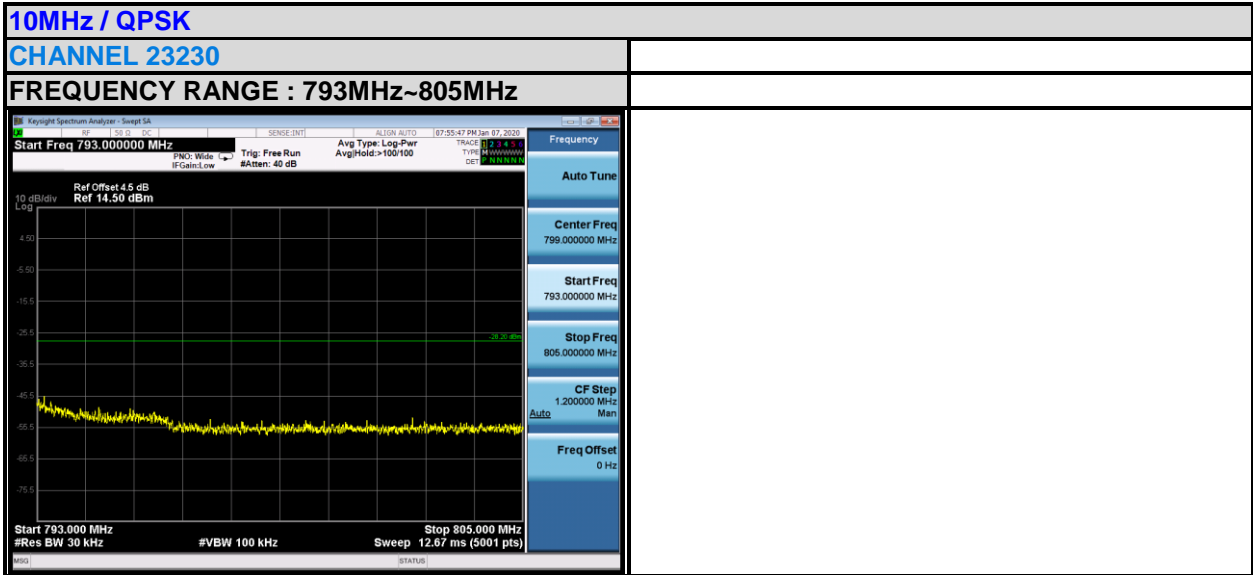 10MHz / QPSK
CHANNEL 23230
FREQUENCY RANGE : 793MHz~805MHz
Keysight Spectrum Analyzer - Swept SA
RF 50 Ω DC SENSE:INT ALIGN AUTO 07:55:47 PM Jan 07, 2020
Start Freq 793.000000 MHz
PNO: Wide
IFGain:Low
Trig: Free Run
#Atten: 40 dB
Avg Type: Log-Pwr
Avg|Hold:>100/100
TRACE 1 2 3 4 5 6
TYPE M WWWWW
DET P N N N N N
Frequency
Auto Tune
Ref Offset 4.5 dB
10 dB/div Ref 14.50 dBm
Log
4.50
-5.50
-15.5
-25.5
-35.5
-45.5
-55.5
-65.5
-75.5
Center Freq
799.000000 MHz
Start Freq
793.000000 MHz
Stop Freq
805.000000 MHz
CF Step
1.200000 MHz
Auto Man
Freq Offset
0 Hz
Start 793.000 MHz Stop 805.000 MHz
#Res BW 30 kHz #VBW 100 kHz Sweep 12.67 ms (5001 pts)
MSG STATUS